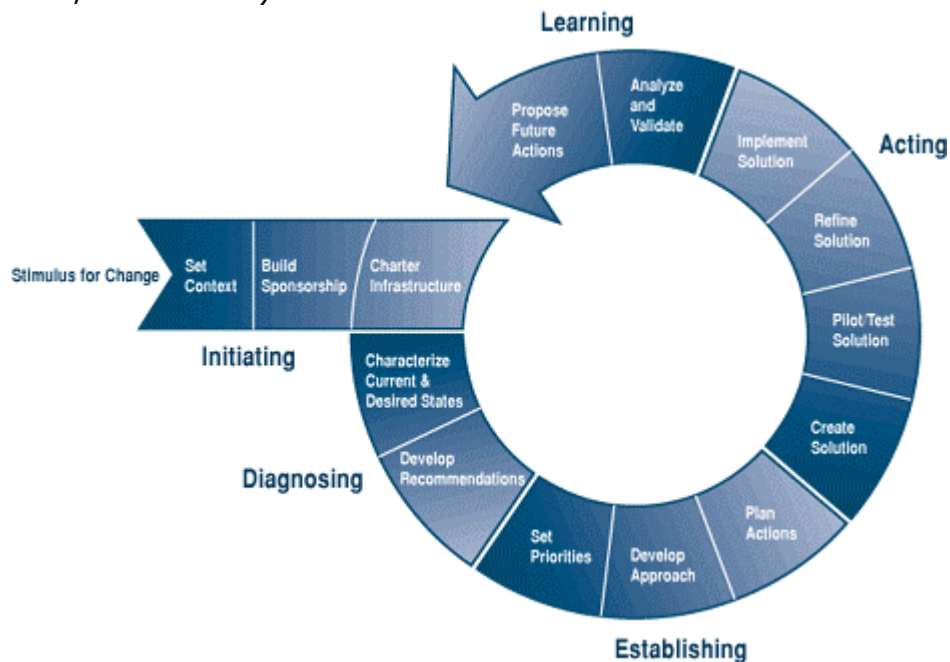 Learning
Acting
Propose
Future
Actions
Analyze
and
Validate
Implement
Solution
Refine
Solution
Pilot/Test
Solution
Create
Solution
Stimulus for Change
Set
Context
Build
Sponsorship
Charter
Infrastructure
Initiating
Characterize
Current &
Desired States
Diagnosing
Develop
Recommendations
Set
Priorities
Develop
Approach
Plan
Actions
Establishing